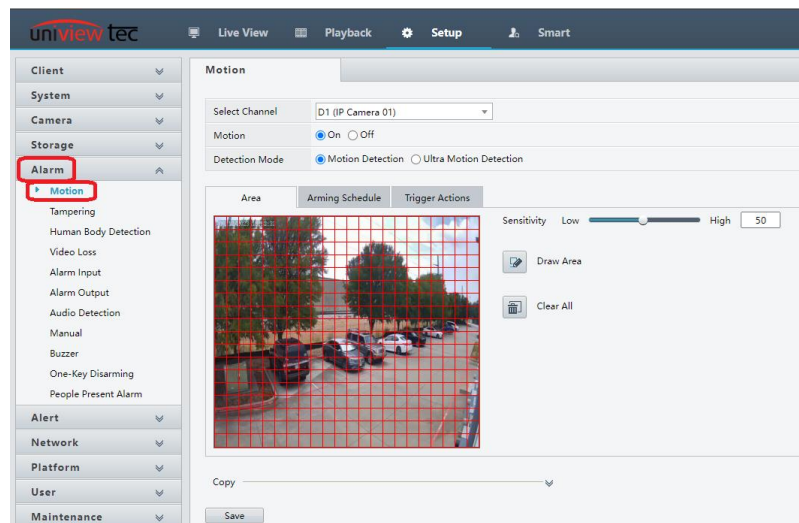 uniview tec
Live View Playback Setup Smart
Client
System
Camera
Storage
Alarm
Motion
Tampering
Human Body Detection
Video Loss
Alarm Input
Alarm Output
Audio Detection
Manual
Buzzer
One-Key Disarming
People Present Alarm
Alert
Network
Platform
User
Maintenance
Motion
Select Channel D1 (IP Camera 01)
Motion On Off
Detection Mode Motion Detection Ultra Motion Detection
Area Arming Schedule Trigger Actions
Sensitivity Low High 50
Draw Area
Clear All
Copy
Save